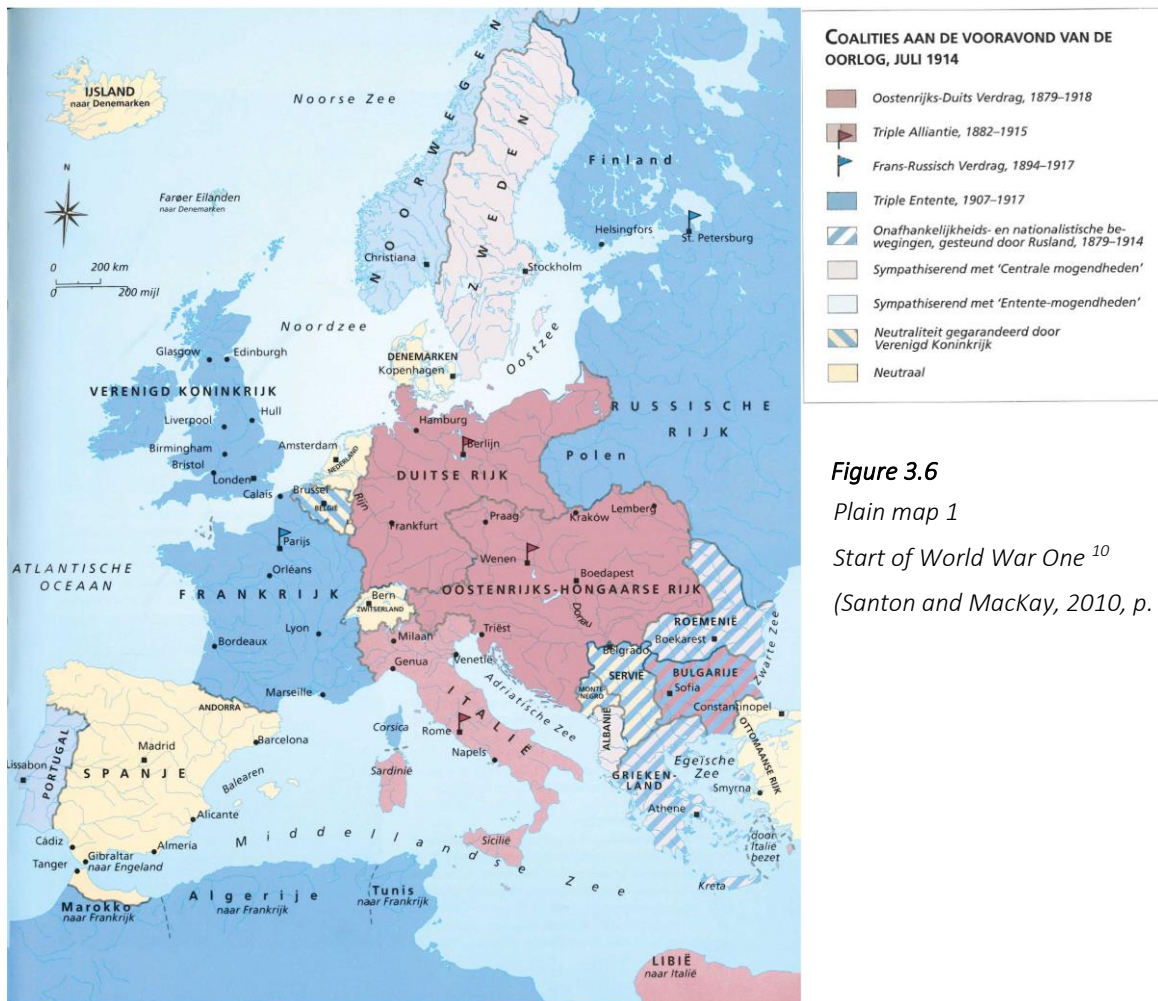 IJSLAND
naar Denemarken
Noorse Zee
N
Farøer Eilanden
naar Denemarken
0 200 km
0 200 mijl
NOORWEGEN
ZWEDEN
Finland
Helsingfors
St. Petersburg
Christiana
Stockholm
Noordzee
Oostzee
Glasgow
Edinburgh
DENEMARKEN
Kopenhagen
VERENIGD KONINKRIJK
Liverpool
Hull
Birmingham
Bristol
Londen
Amsterdam
NEDERLAND
Hamburg
Berlijn
RUSSISCHE
RIJK
Polen
DUITSE RIJK
Calais
Brussel
BELGIË
Rijn
Frankfurt
Praag
Kraków
Lemberg
Parijs
Wenen
Orléans
Boedapest
ATLANTISCHE
OCEAAN
FRANKRIJK
Bern
ZWITSERLAND
OOSTENRIJKS-HONGAARSE RIJK
Donau
Lyon
Milaan
Triëst
ROEMENIË
Boekarest
Bordeaux
Genua
Venetië
Belgrado
SERVIË
Zwarte Zee
Marseille
Adriatische Zee
MONTE-
NEGRO
BULGARIJE
Sofia
Constantinopel
ANDORRA
Corsica
ITALIE
Rome
ALBANIË
OTTOMAANSE RIJK
Barcelona
Madrid
PORTUGAL
Lissabon
SPANJE
Balearen
Sardinië
Napels
GRIEKEN-
LAND
Egeïsche
Zee
Smyrna
Athene
Alicante
Cádiz
Almeria
Gibraltar
naar Engeland
Tanger
Middellandse Zee
Sicilië
door
Italië
bezet
Kreta
Marokko
naar Frankrijk
Algerije
naar Frankrijk
Tunis
naar Frankrijk
LIBIË
naar Italië
COALITIES AAN DE VOORAVOND VAN DE
OORLOG, JULI 1914
Oostenrijks-Duits Verdrag, 1879–1918
Triple Alliantie, 1882–1915
Frans-Russisch Verdrag, 1894–1917
Triple Entente, 1907–1917
Onafhankelijkheids- en nationalistische be-
wegingen, gesteund door Rusland, 1879–1914
Sympathiserend met ‘Centrale mogendheden’
Sympathiserend met ‘Entente-mogendheden’
Neutraliteit gegarandeerd door
Verenigd Koninkrijk
Neutraal
Figure 3.6
Plain map 1
Start of World War One 10
(Santon and MacKay, 2010, p.